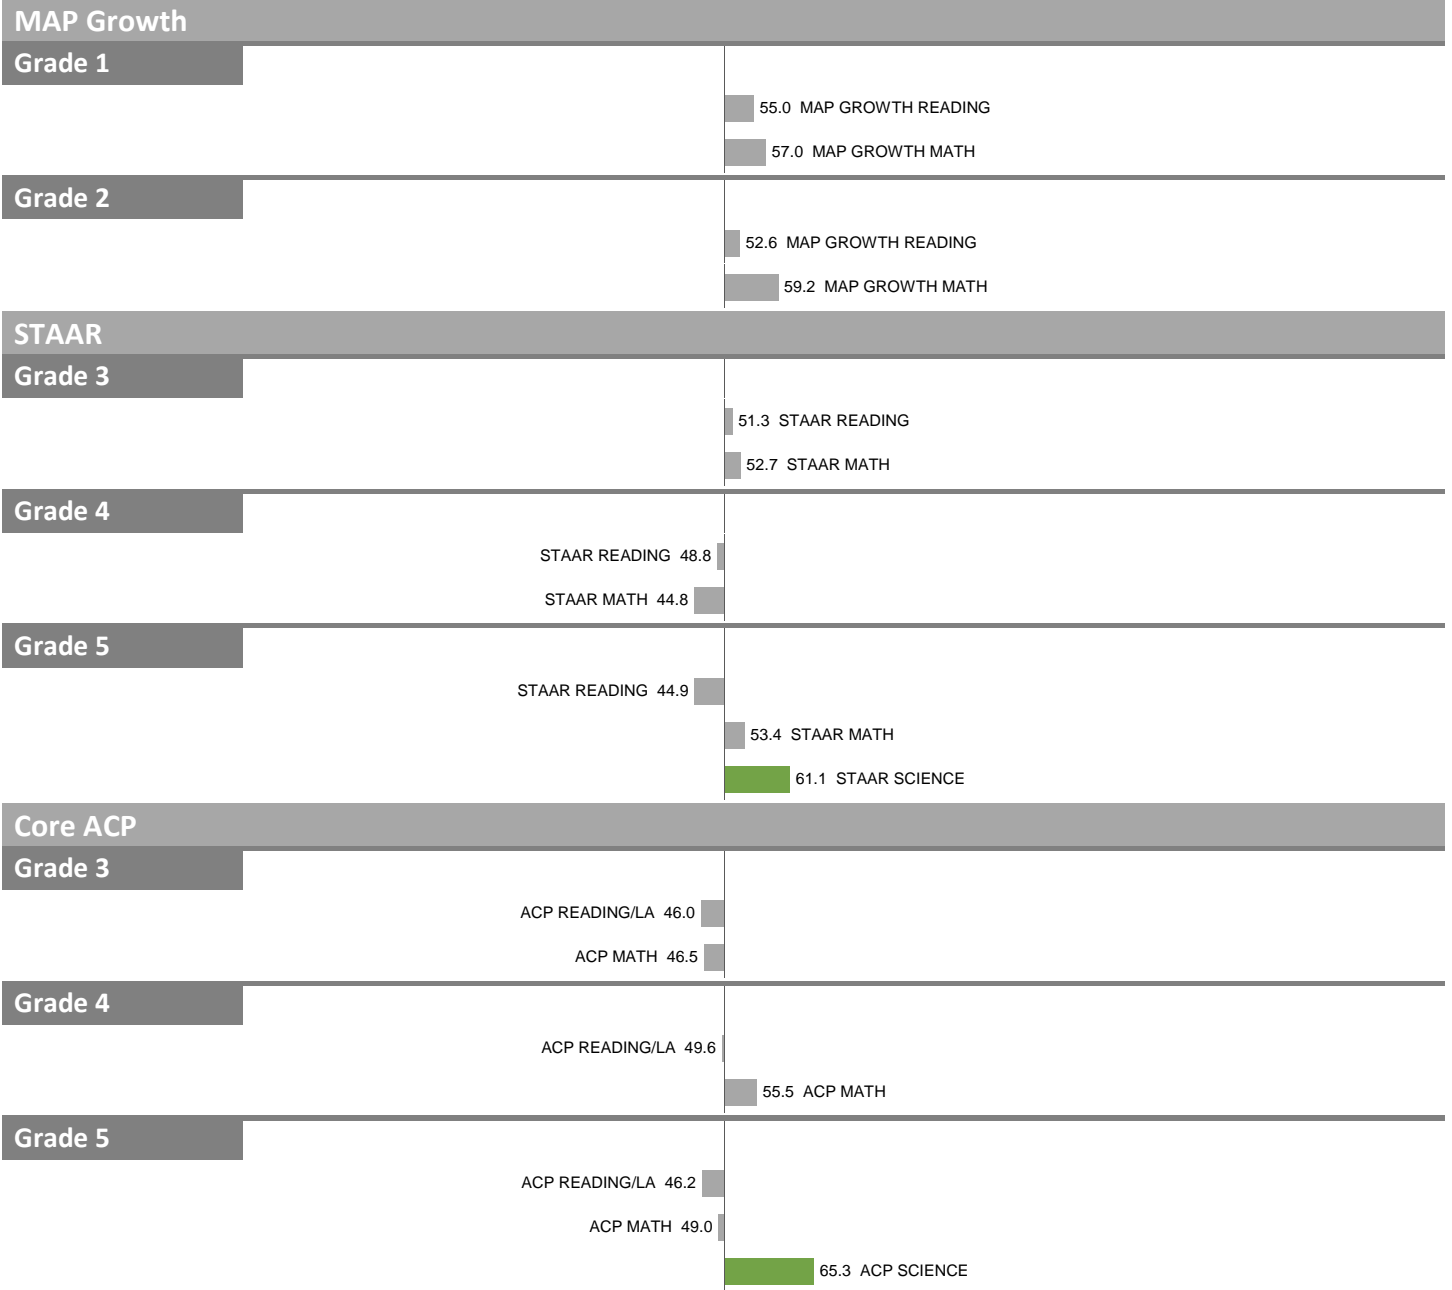 MAP Growth
Grade 1
55.0 MAP GROWTH READING
57.0 MAP GROWTH MATH
Grade 2
52.6 MAP GROWTH READING
59.2 MAP GROWTH MATH
STAAR
Grade 3
51.3 STAAR READING
52.7 STAAR MATH
Grade 4
STAAR READING 48.8
STAAR MATH 44.8
Grade 5
STAAR READING 44.9
53.4 STAAR MATH
61.1 STAAR SCIENCE
Core ACP
Grade 3
ACP READING/LA 46.0
ACP MATH 46.5
Grade 4
ACP READING/LA 49.6
55.5 ACP MATH
Grade 5
ACP READING/LA 46.2
ACP MATH 49.0
65.3 ACP SCIENCE